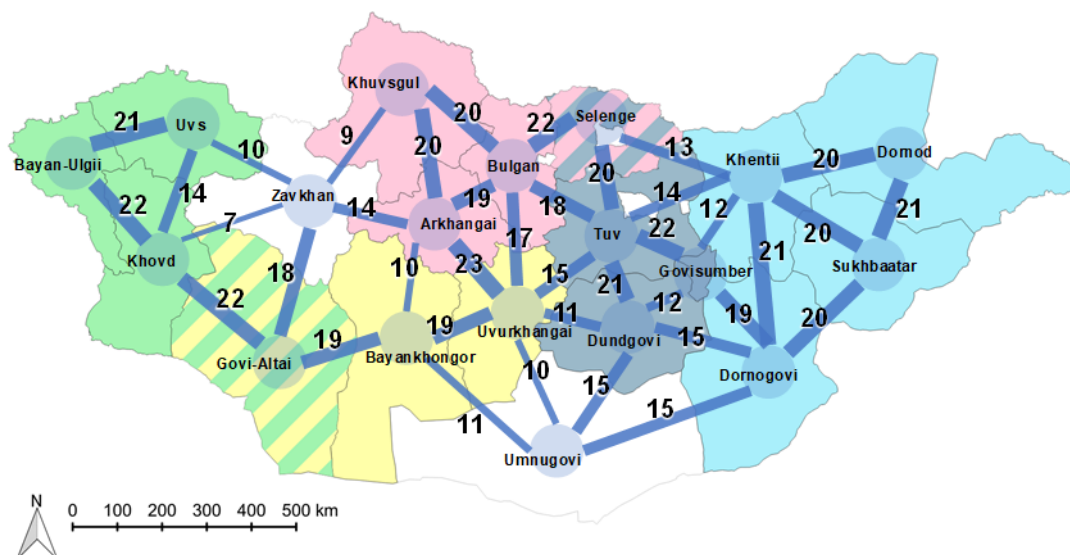 Khuvsgul
20
22
Selenge
21
Uvs
9
13
Khentii
20
Domod
Bayan-Ulgii
10
20
Bulgan
20
14
22
14
Zavkhan
14
19
18
12
21
7
Arkhangai
17
Tuv
22
20
Khovd
10
23
15
Govisumber
21
Sukhbaatar
18
21
22
12
19
20
19
19
Uvurkhangai
11
Dundgovi
15
Govi-Altai
Bayankhongor
10
15
Dornogovi
11
15
Umnugovi
N
0 100 200 300 400 500 km